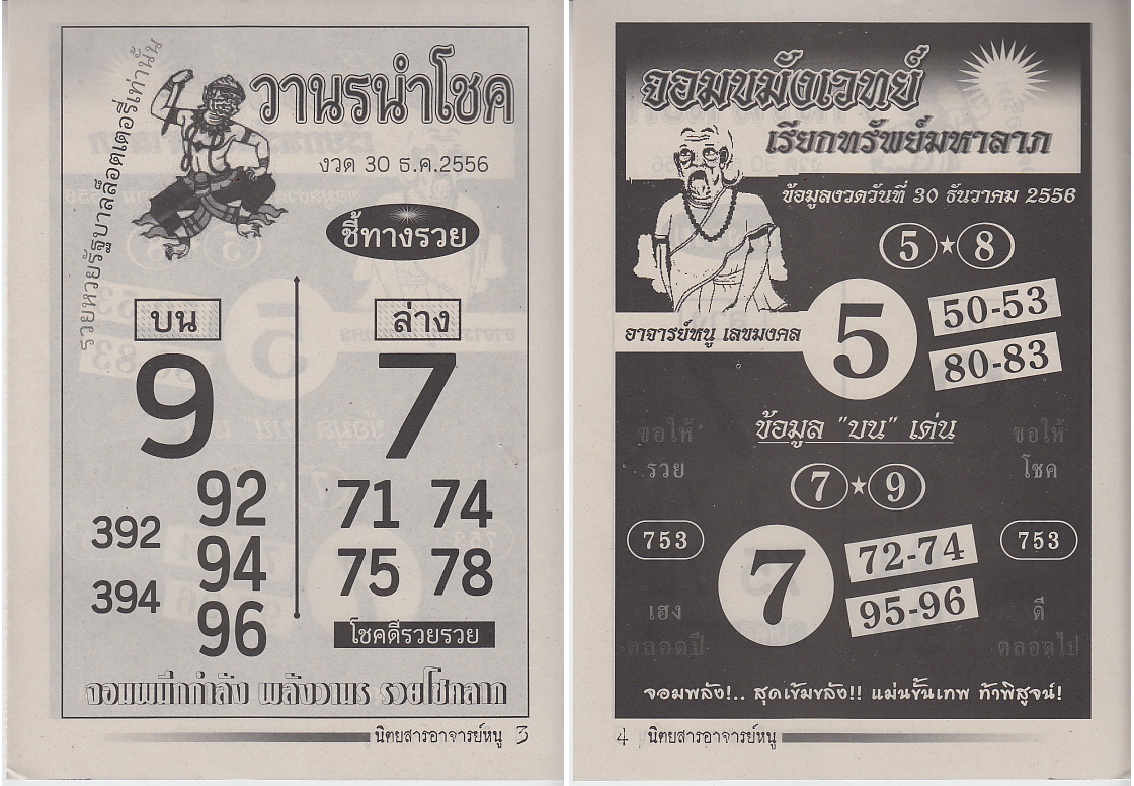 รวยหวยรัฐบาลล็อตเตอรี่เท่านั้น
วานรนำโชค
งวด 30 ธ.ค.2556
ชี้ทางรวย
บน
ล่าง
9
7
92
71 74
392
94
75 78
394
96
โชคดีรวยรวย
จอมผนึกกำลัง พลังวานร รวยโชคลาภ
นิตยสารอาจารย์หนู 3
จอมขมังเวทย์
เรียกทรัพย์มหาลาภ
ข้อมูลงวดวันที่ 30 ธันวาคม 2556
5 ★ 8
อาจารย์หนู เลขมงคล
5
50-53
80-83
ข้อมูล "บน" เด่น
ขอให้
รวย
ขอให้
โชค
7 ★ 9
753
7
72-74
753
95-96
เฮง
ตลอดปี
ดี
ตลอดไป
จอมพลัง!.. สุดเข้มขลัง!! แม่นขั้นเทพ ท้าพิสูจน์!
4 นิตยสารอาจารย์หนู